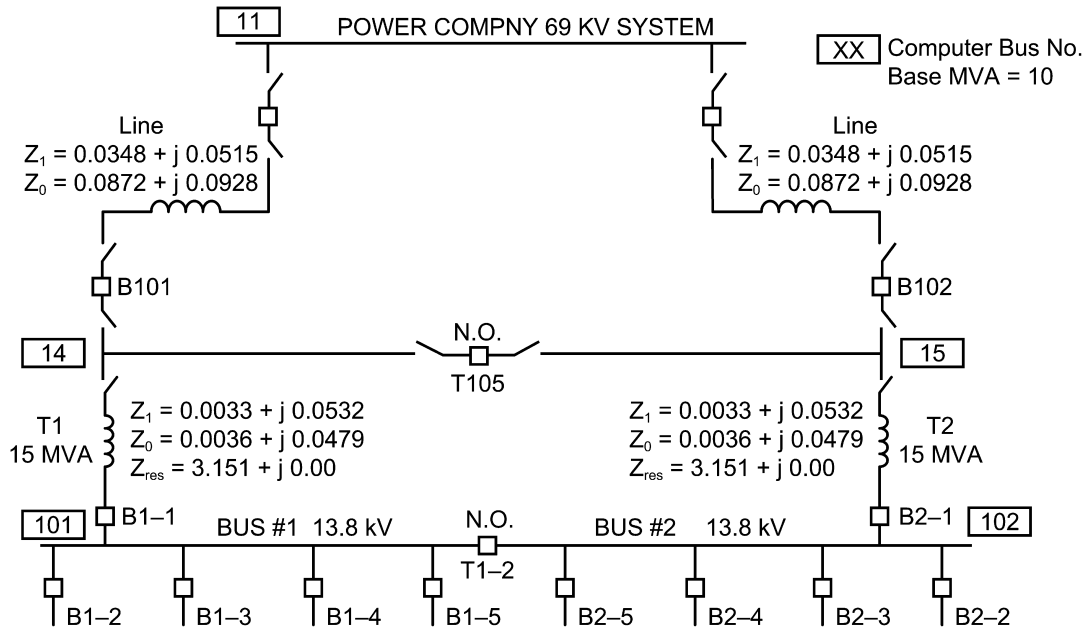 11
POWER COMPNY 69 KV SYSTEM
XX Computer Bus No.
Base MVA = 10
Line
Z₁ = 0.0348 + j 0.0515
Z₀ = 0.0872 + j 0.0928
Line
Z₁ = 0.0348 + j 0.0515
Z₀ = 0.0872 + j 0.0928
B101
B102
14
N.O.
T105
15
T1
15 MVA
Z₁ = 0.0033 + j 0.0532
Z₀ = 0.0036 + j 0.0479
Zres = 3.151 + j 0.00
Z₁ = 0.0033 + j 0.0532
Z₀ = 0.0036 + j 0.0479
Zres = 3.151 + j 0.00
T2
15 MVA
101
B1–1
BUS #1 13.8 kV
N.O.
T1–2
BUS #2 13.8 kV
B2–1
102
B1–2
B1–3
B1–4
B1–5
B2–5
B2–4
B2–3
B2–2